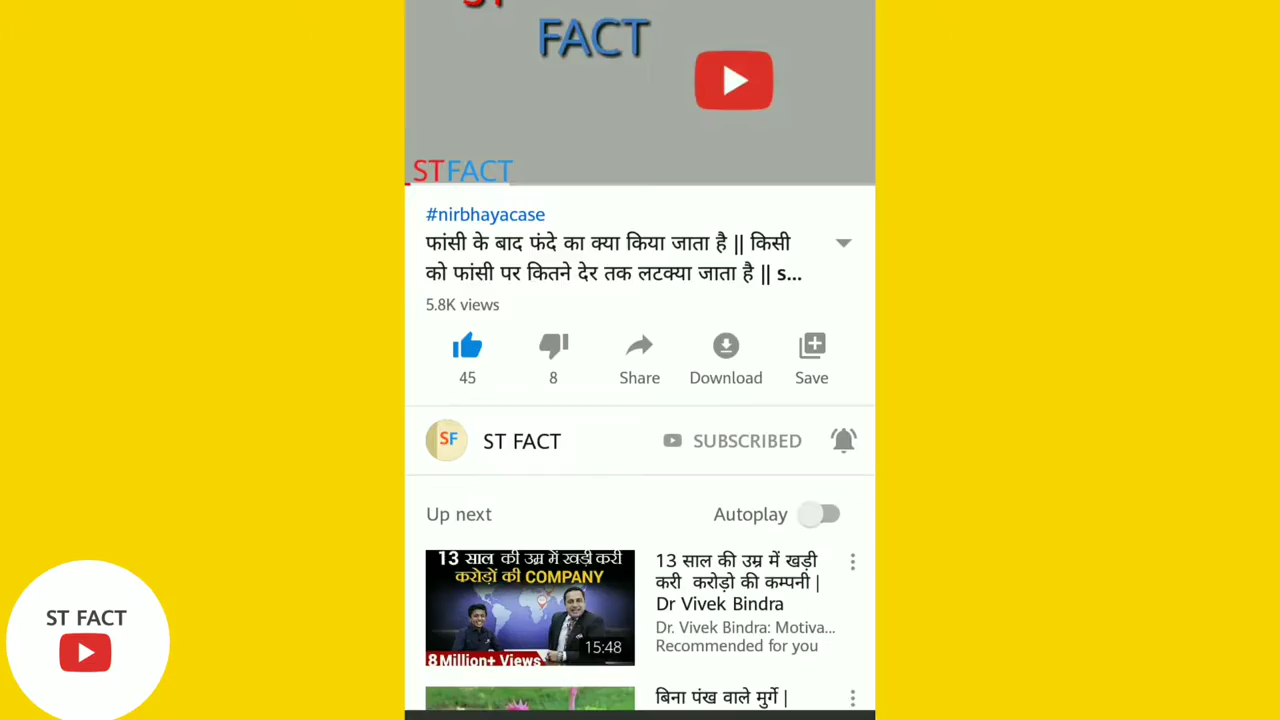 FACT
STFACT
#nirbhayacase
फांसी के बाद फंदे का क्या किया जाता है || किसी
को फांसी पर कितने देर तक लटक्या जाता है || s...
5.8K views
45
8
Share
Download
Save
SF
ST FACT
SUBSCRIBED
Up next
Autoplay
13 साल की उम्र में खड़ी करी
करोड़ों की COMPANY
8 Million+ Views
15:48
13 साल की उम्र में खड़ी
करी करोड़ो की कम्पनी |
Dr Vivek Bindra
Dr. Vivek Bindra: Motiva...
Recommended for you
बिना पंख वाले मुर्गे |
ST FACT